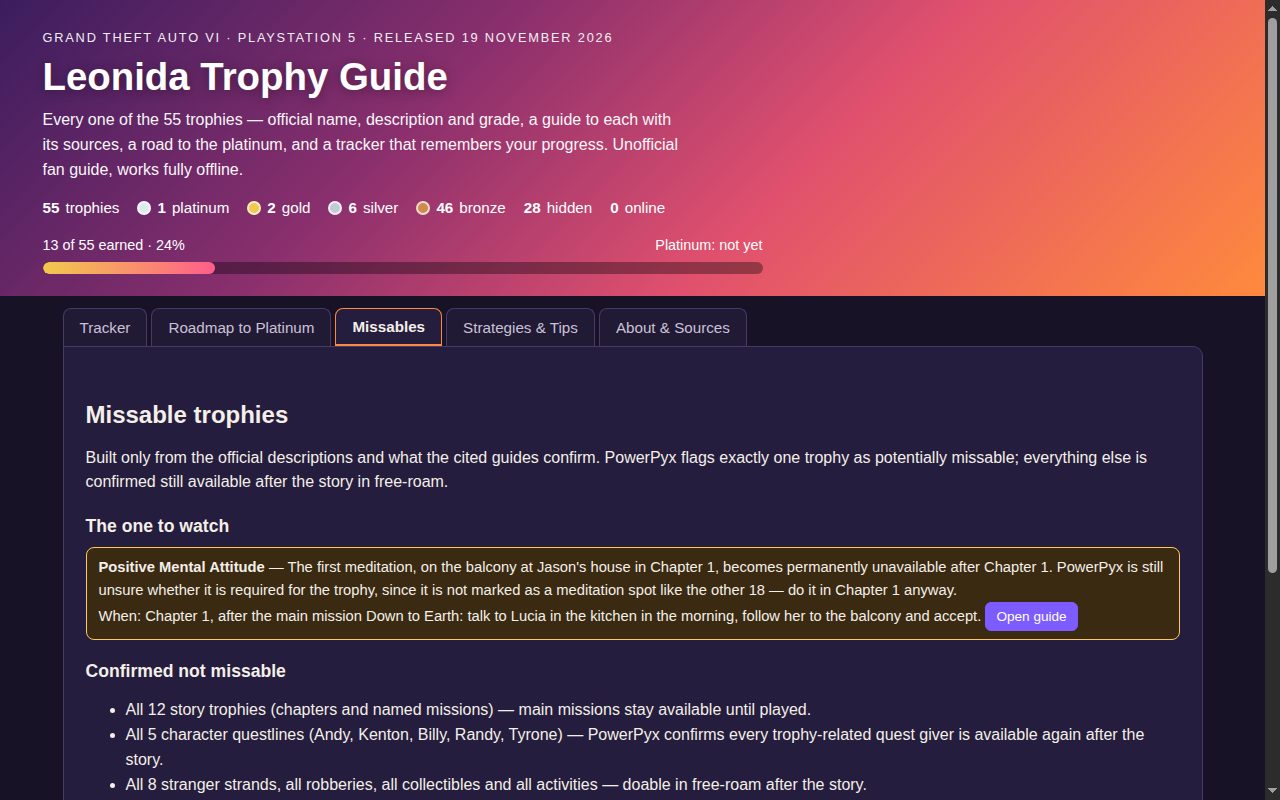 GRAND THEFT AUTO VI · PLAYSTATION 5 · RELEASED 19 NOVEMBER 2026
Leonida Trophy Guide
Every one of the 55 trophies — official name, description and grade, a guide to each with
its sources, a road to the platinum, and a tracker that remembers your progress. Unofficial
fan guide, works fully offline.
55 trophies 1 platinum 2 gold 6 silver 46 bronze 28 hidden 0 online
13 of 55 earned · 24% Platinum: not yet
Tracker Roadmap to Platinum Missables Strategies & Tips About & Sources
Missable trophies
Built only from the official descriptions and what the cited guides confirm. PowerPyx flags exactly one trophy as potentially missable; everything else is
confirmed still available after the story in free-roam.
The one to watch
Positive Mental Attitude — The first meditation, on the balcony at Jason's house in Chapter 1, becomes permanently unavailable after Chapter 1. PowerPyx is still
unsure whether it is required for the trophy, since it is not marked as a meditation spot like the other 18 — do it in Chapter 1 anyway.
When: Chapter 1, after the main mission Down to Earth: talk to Lucia in the kitchen in the morning, follow her to the balcony and accept. Open guide
Confirmed not missable
• All 12 story trophies (chapters and named missions) — main missions stay available until played.
• All 5 character questlines (Andy, Kenton, Billy, Randy, Tyrone) — PowerPyx confirms every trophy-related quest giver is available again after the
story.
• All 8 stranger strands, all robberies, all collectibles and all activities — doable in free-roam after the story.